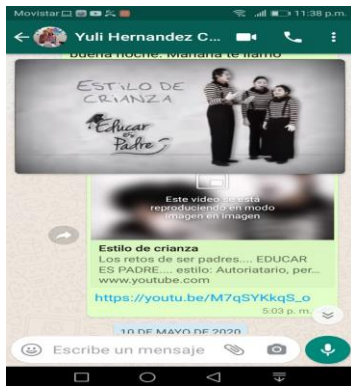 Movistar 11:38 p.m.
Yuli Hernandez C...
buena noche. Mañana te llamo
ESTiLO DE
CRiANZA
Educar
es
Padre
Este video se está
reproduciendo en modo
imagen en imagen
Estilo de crianza
Los retos de ser padres.... EDUCAR
ES PADRE.... estilo: Autoriatario, per...
www.youtube.com
https://youtu.be/M7qSYKkqS_o
5:03 p. m.
10 DE MAYO DE 2020
Escribe un mensaje